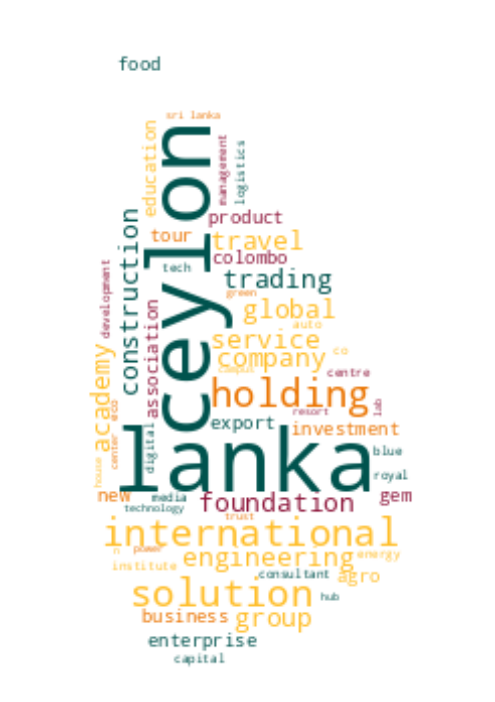 food
sri lanka
education
ceylon
management
logistics
product
construction
tour
travel
colombo
tech
trading
development
green
global
association
auto
service
company
co
campus
centre
academy
holding
lab
eco
resort
export
investment
center
digital
lanka
blue
house
royal
new
media
foundation
gem
technology
trust
international
n
power
engineering
energy
institute
consultant
agro
solution
hub
business
group
enterprise
capital